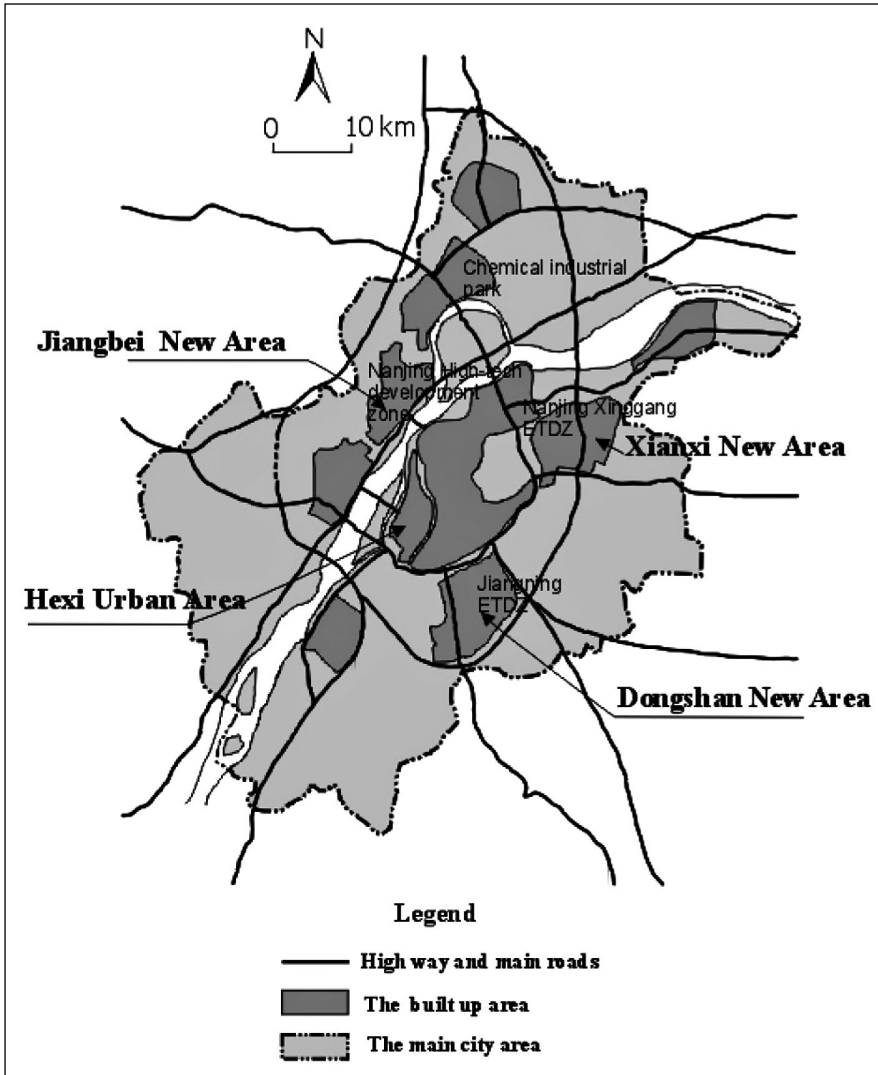 N
0 10 km
Chemical industrial
park
Jiangbei New Area
Nanjing High-tech
development
zone
Nanjing Xinggang
ETDZ
Xianxi New Area
Hexi Urban Area
Jiangning
ETDZ
Dongshan New Area
Legend
High way and main roads
The built up area
The main city area